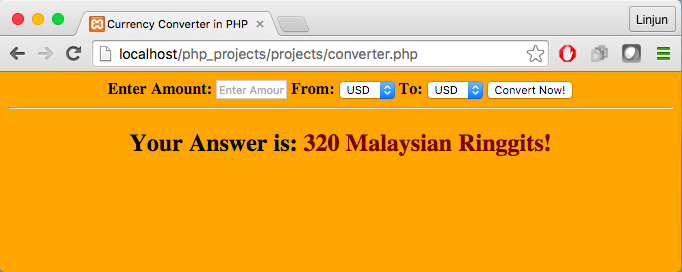 Currency Converter in PHP
Linjun
localhost/php_projects/projects/converter.php
Enter Amount: Enter Amour From: USD To: USD Convert Now!
Your Answer is: 320 Malaysian Ringgits!